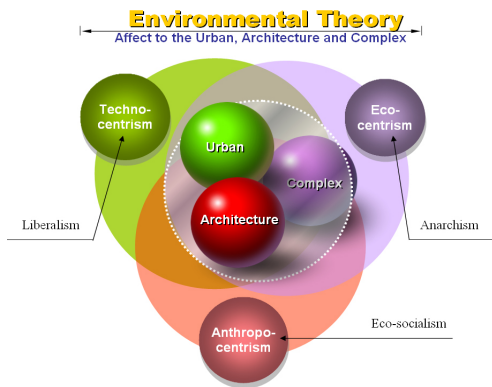 Environmental Theory
Affect to the Urban, Architecture and Complex
Techno-
centrism
Eco-
centrism
Urban
Complex
Architecture
Liberalism
Anarchism
Anthropo-
centrism
Eco-socialism